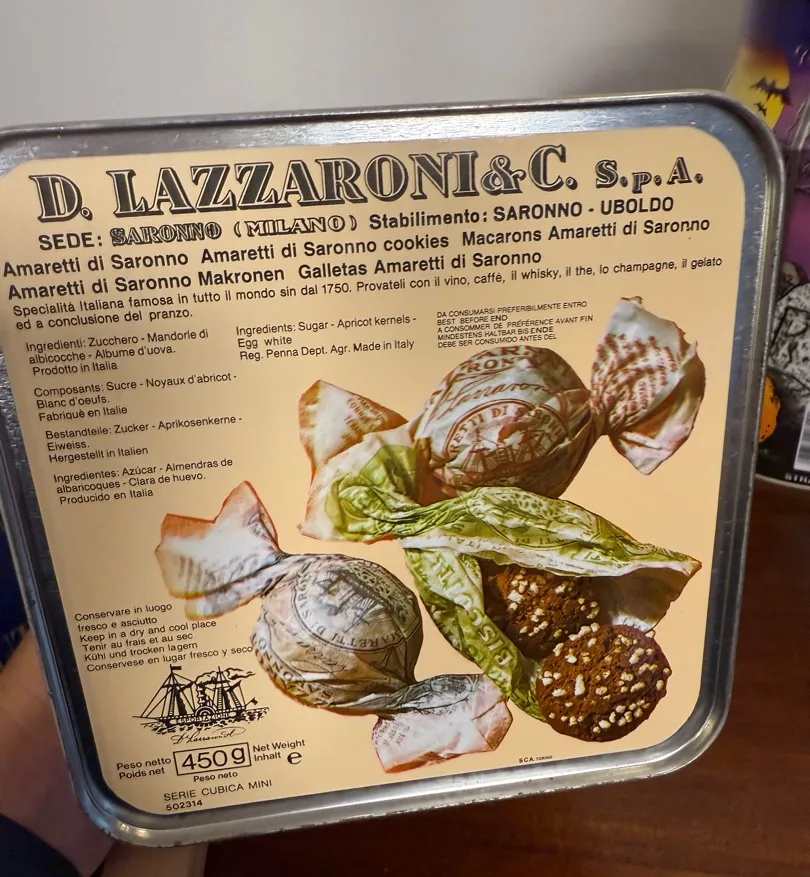 D. LAZZARONI & C. S.p.A.
SEDE: SARONNO (MILANO) Stabilimento: SARONNO - UBOLDO
Amaretti di Saronno Amaretti di Saronno cookies Macarons Amaretti di Saronno
Amaretti di Saronno Makronen Galletas Amaretti di Saronno
Specialità Italiana famosa in tutto il mondo sin dal 1750. Provateli con il vino, caffè, il whisky, il the, lo champagne, il gelato
ed a conclusione del pranzo.
Ingredienti: Zucchero - Mandorle di
albicocche - Albume d'uova.
Prodotto in Italia
Ingredients: Sugar - Apricot kernels -
Egg white
Reg. Penna Dept. Agr. Made in Italy
DA CONSUMARSI PREFERIBILMENTE ENTRO
BEST BEFORE END
A CONSOMMER DE PRÉFÉRENCE AVANT FIN
MINDESTENS HALTBAR BIS ENDE
DEBE SER CONSUMIDO ANTES DEL
Composants: Sucre - Noyaux d'abricot -
Blanc d'oeufs.
Fabriquè en Italie
Bestandteile: Zucker - Aprikosenkerne -
Eiweiss.
Hergestellt in Italien
Ingredientes: Azúcar - Almendras de
albaricoques - Clara de huevo.
Producido en Italia
Conservare in luogo
fresco e asciutto
Keep in a dry and cool place
Tenir au frais et au sec
Kühl und trocken lagern
Conservese en lugar fresco y seco
ESPORTAZIONE
D. Lazzaroni & C.
Peso netto
Poids net
450 g
Net Weight
Inhalt
e
Peso neto
SERIE CUBICA MINI
502314
S.C.A. TORINO